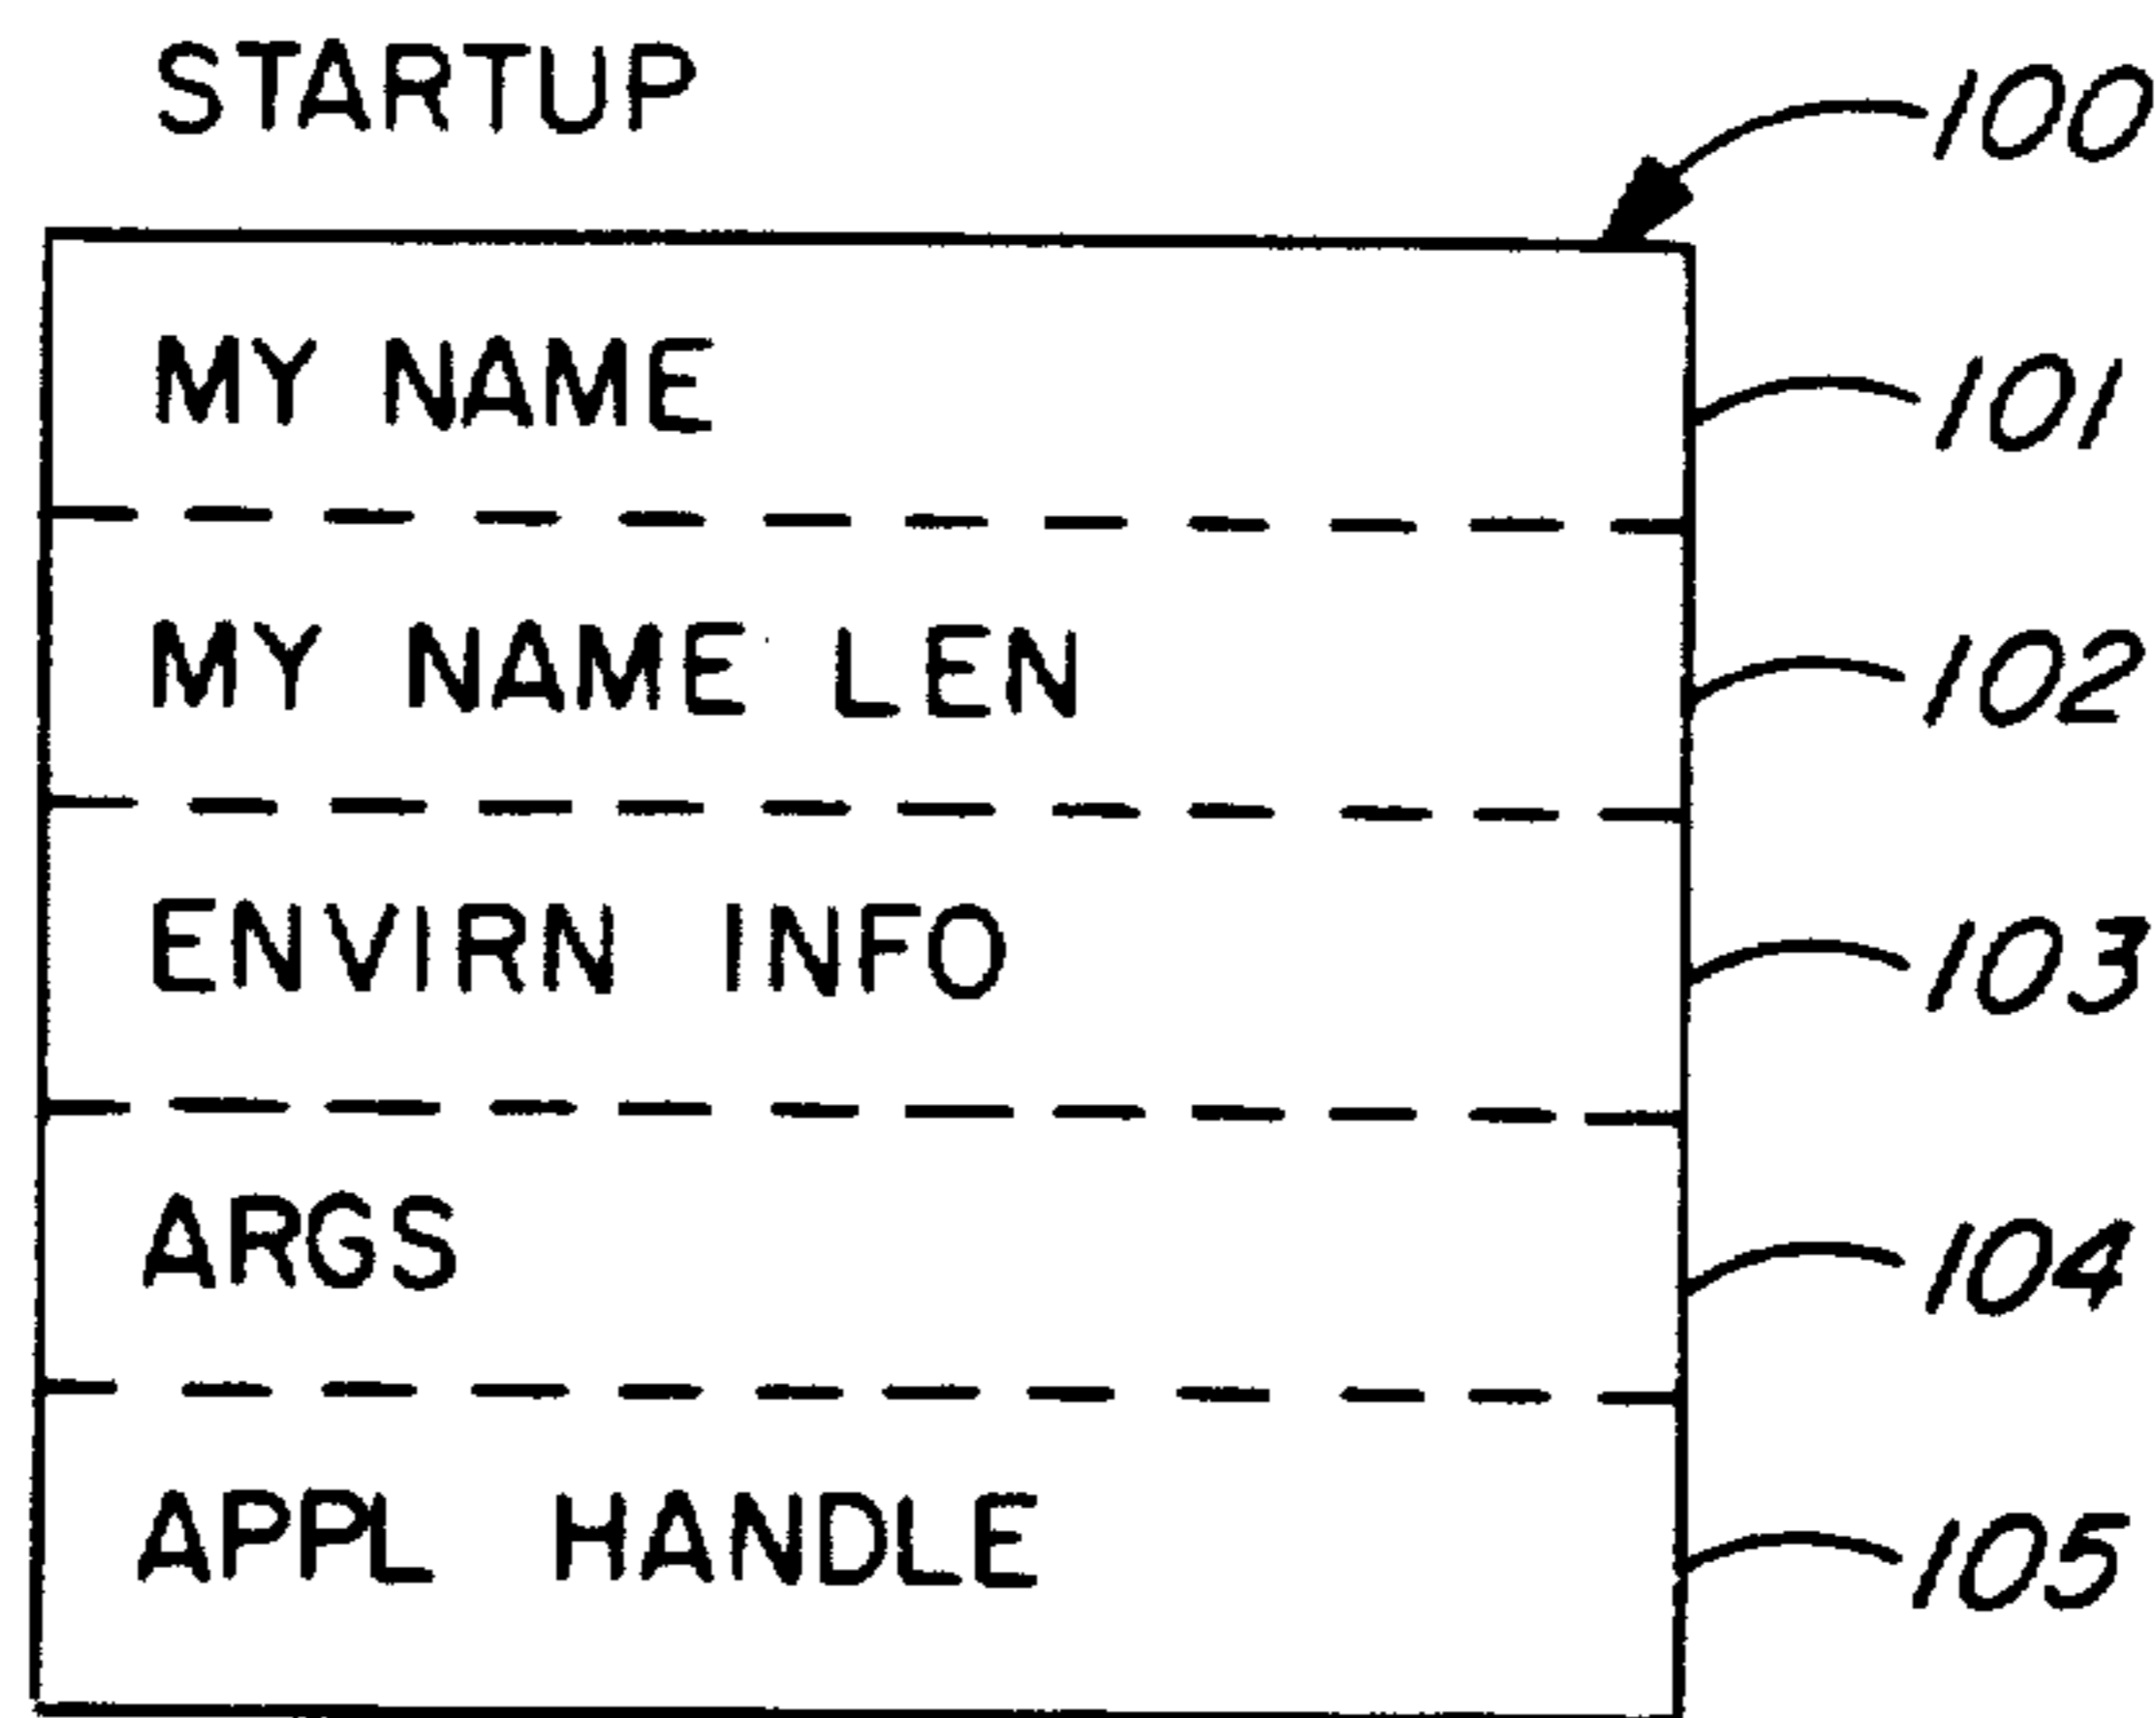 STARTUP
100
MY NAME
101
MY NAME LEN
102
ENVIRN INFO
103
ARGS
104
APPL HANDLE
105